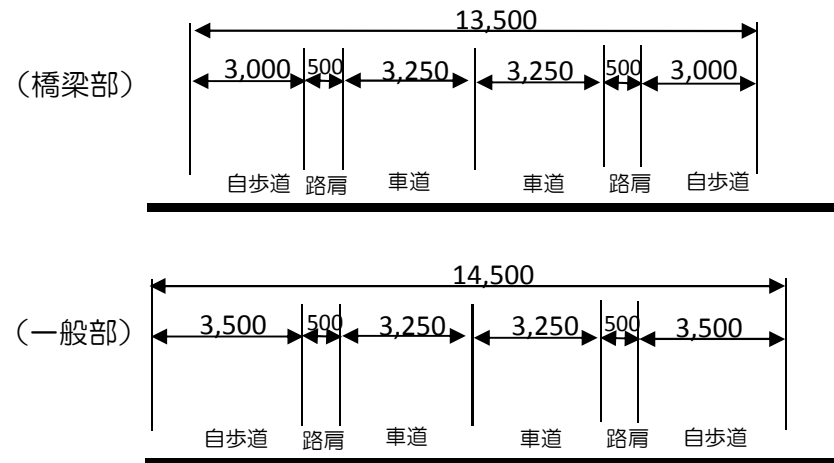 13,500
(橋梁部)
3,000 500 3,250 3,250 500 3,000
自歩道 路肩 車道 車道 路肩 自歩道
14,500
(一般部)
3,500 500 3,250 3,250 500 3,500
自歩道 路肩 車道 車道 路肩 自歩道